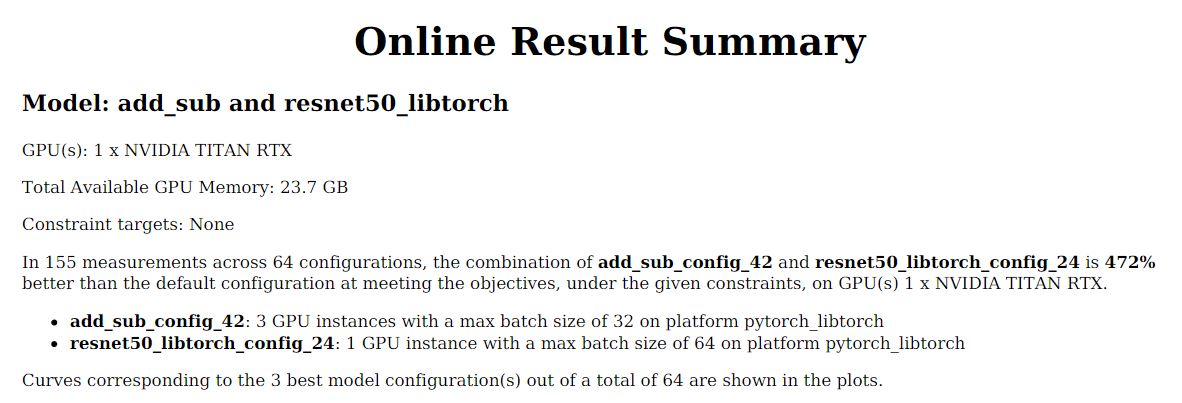 Online Result Summary
Model: add_sub and resnet50_libtorch
GPU(s): 1 x NVIDIA TITAN RTX
Total Available GPU Memory: 23.7 GB
Constraint targets: None
In 155 measurements across 64 configurations, the combination of add_sub_config_42 and resnet50_libtorch_config_24 is 472%
better than the default configuration at meeting the objectives, under the given constraints, on GPU(s) 1 x NVIDIA TITAN RTX.
• add_sub_config_42: 3 GPU instances with a max batch size of 32 on platform pytorch_libtorch
• resnet50_libtorch_config_24: 1 GPU instance with a max batch size of 64 on platform pytorch_libtorch
Curves corresponding to the 3 best model configuration(s) out of a total of 64 are shown in the plots.